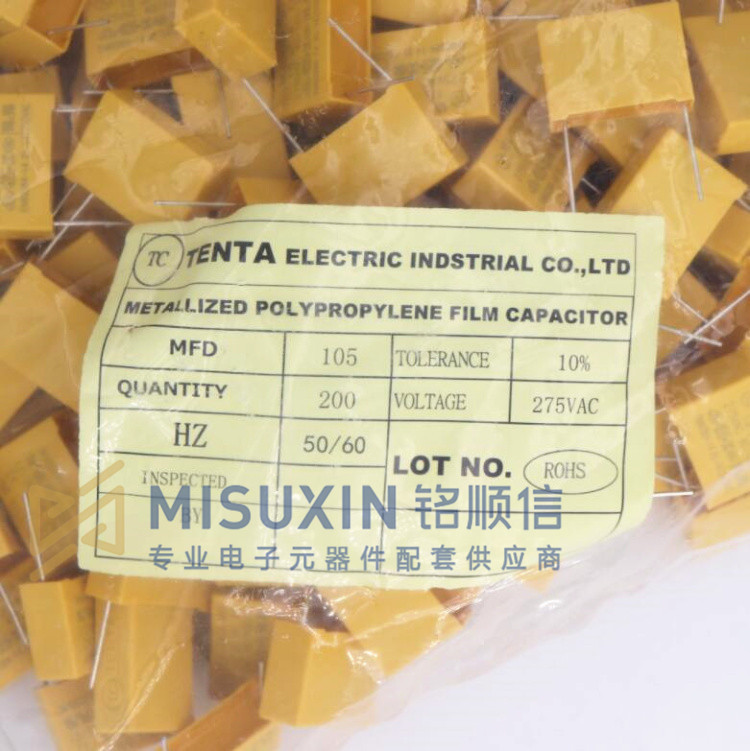 TC TENTA ELECTRIC INDSTRIAL CO.,LTD
METALLIZED POLYPROPYLENE FILM CAPACITOR
MFD 105 TOLERANCE 10%
QUANTITY 200 VOLTAGE 275VAC
HZ 50/60
LOT NO. ROHS
INSPECTED
BY
MISUXIN 铭顺信
专业电子元器件配套供应商